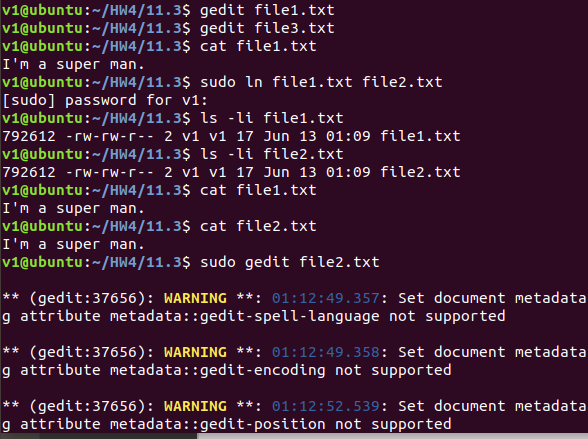 v1@ubuntu:~/HW4/11.3$ gedit file1.txt
v1@ubuntu:~/HW4/11.3$ gedit file3.txt
v1@ubuntu:~/HW4/11.3$ cat file1.txt
I'm a super man.
v1@ubuntu:~/HW4/11.3$ sudo ln file1.txt file2.txt
[sudo] password for v1:
v1@ubuntu:~/HW4/11.3$ ls -li file1.txt
792612 -rw-rw-r-- 2 v1 v1 17 Jun 13 01:09 file1.txt
v1@ubuntu:~/HW4/11.3$ ls -li file2.txt
792612 -rw-rw-r-- 2 v1 v1 17 Jun 13 01:09 file2.txt
v1@ubuntu:~/HW4/11.3$ cat file1.txt
I'm a super man.
v1@ubuntu:~/HW4/11.3$ cat file2.txt
I'm a super man.
v1@ubuntu:~/HW4/11.3$ sudo gedit file2.txt
** (gedit:37656): WARNING **: 01:12:49.357: Set document metadata
g attribute metadata::gedit-spell-language not supported
** (gedit:37656): WARNING **: 01:12:49.358: Set document metadata
g attribute metadata::gedit-encoding not supported
** (gedit:37656): WARNING **: 01:12:52.539: Set document metadata
g attribute metadata::gedit-position not supported